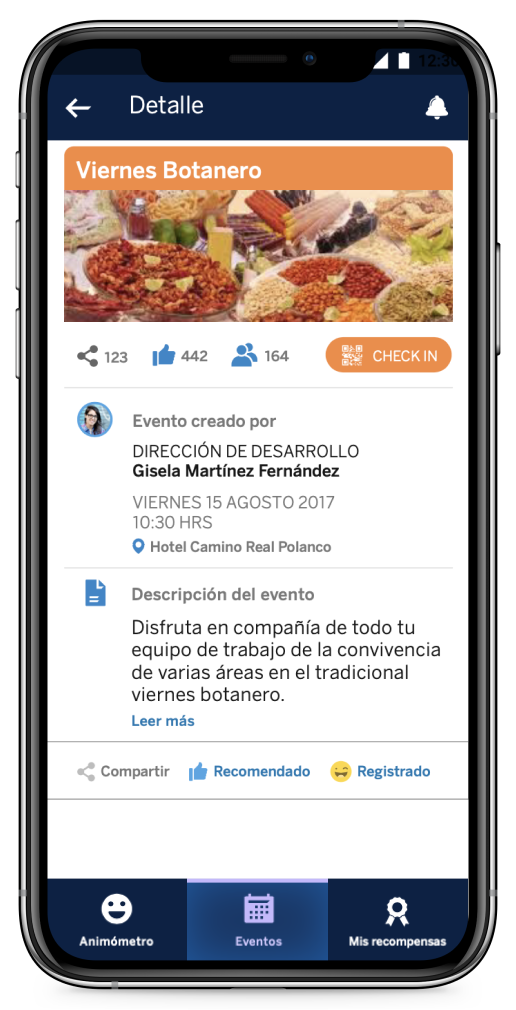 12:30
Detalle
Viernes Botanero
123
442
164
CHECK IN
Evento creado por
DIRECCIÓN DE DESARROLLO
Gisela Martínez Fernández
VIERNES 15 AGOSTO 2017
10:30 HRS
Hotel Camino Real Polanco
Descripción del evento
Disfruta en compañía de todo tu
equipo de trabajo de la convivencia
de varias áreas en el tradicional
viernes botanero.
Leer más
Compartir
Recomendado
Registrado
Animómetro
Eventos
Mis recompensas